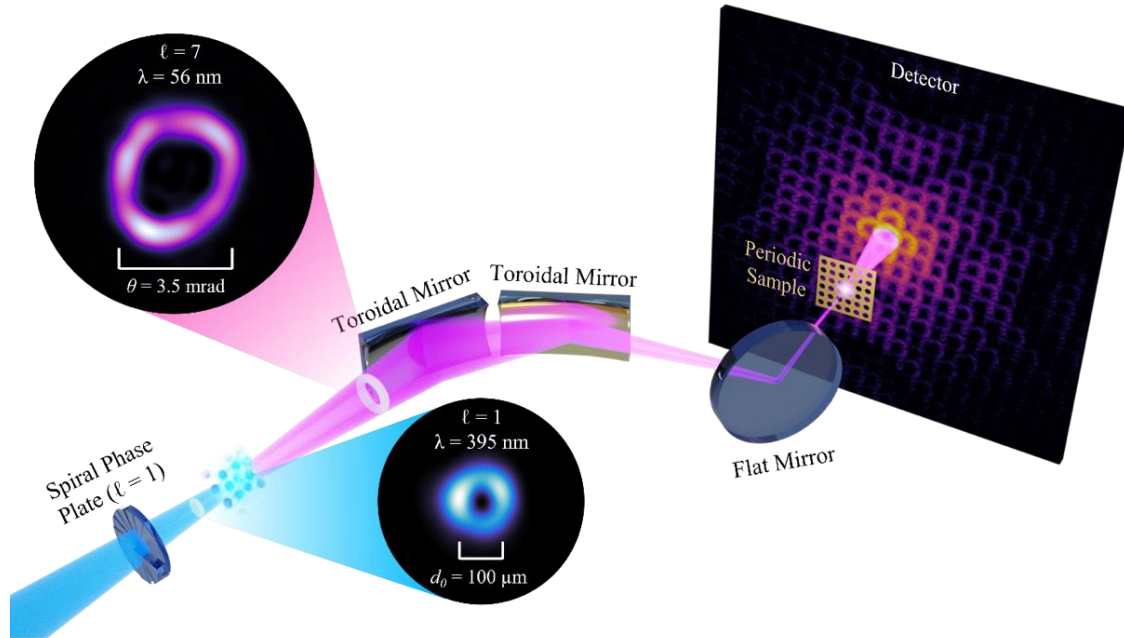 ℓ = 7
λ = 56 nm
θ = 3.5 mrad
Detector
Periodic
Sample
Toroidal Mirror
Toroidal Mirror
Flat Mirror
ℓ = 1
λ = 395 nm
d₀ = 100 μm
Spiral Phase
Plate (ℓ = 1)